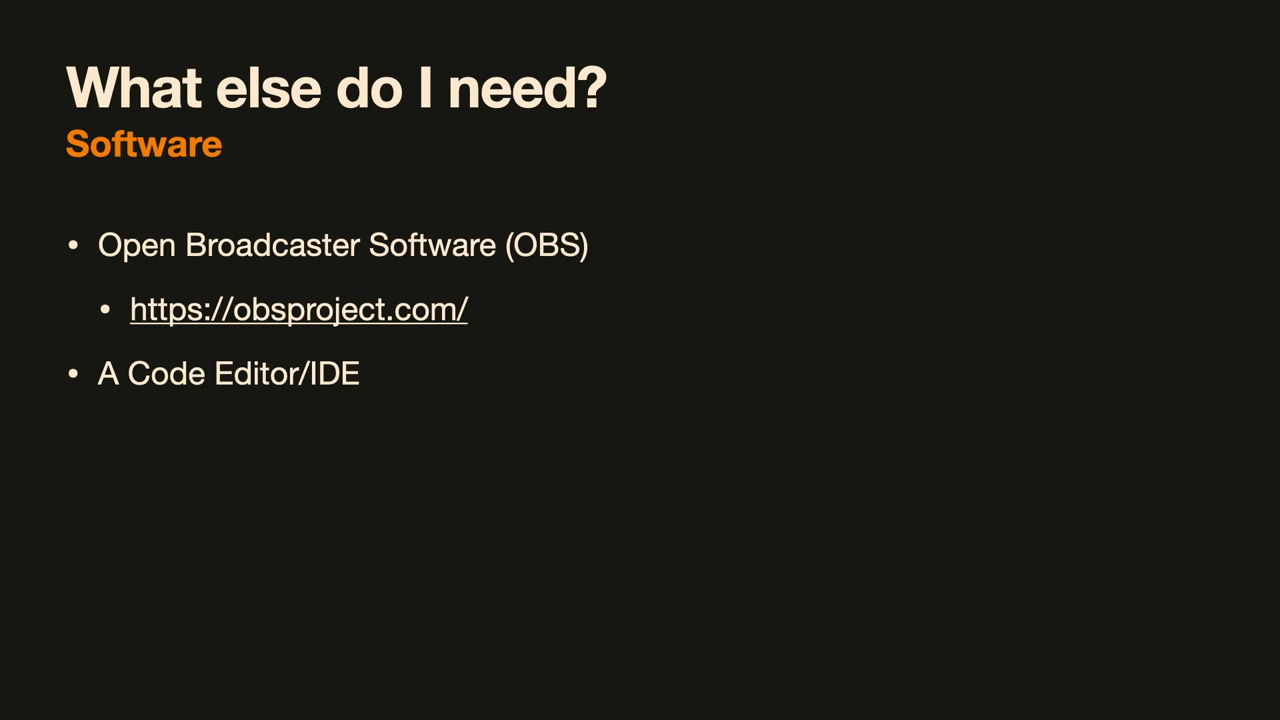 What else do I need?
Software
• Open Broadcaster Software (OBS)
• https://obsproject.com/
• A Code Editor/IDE